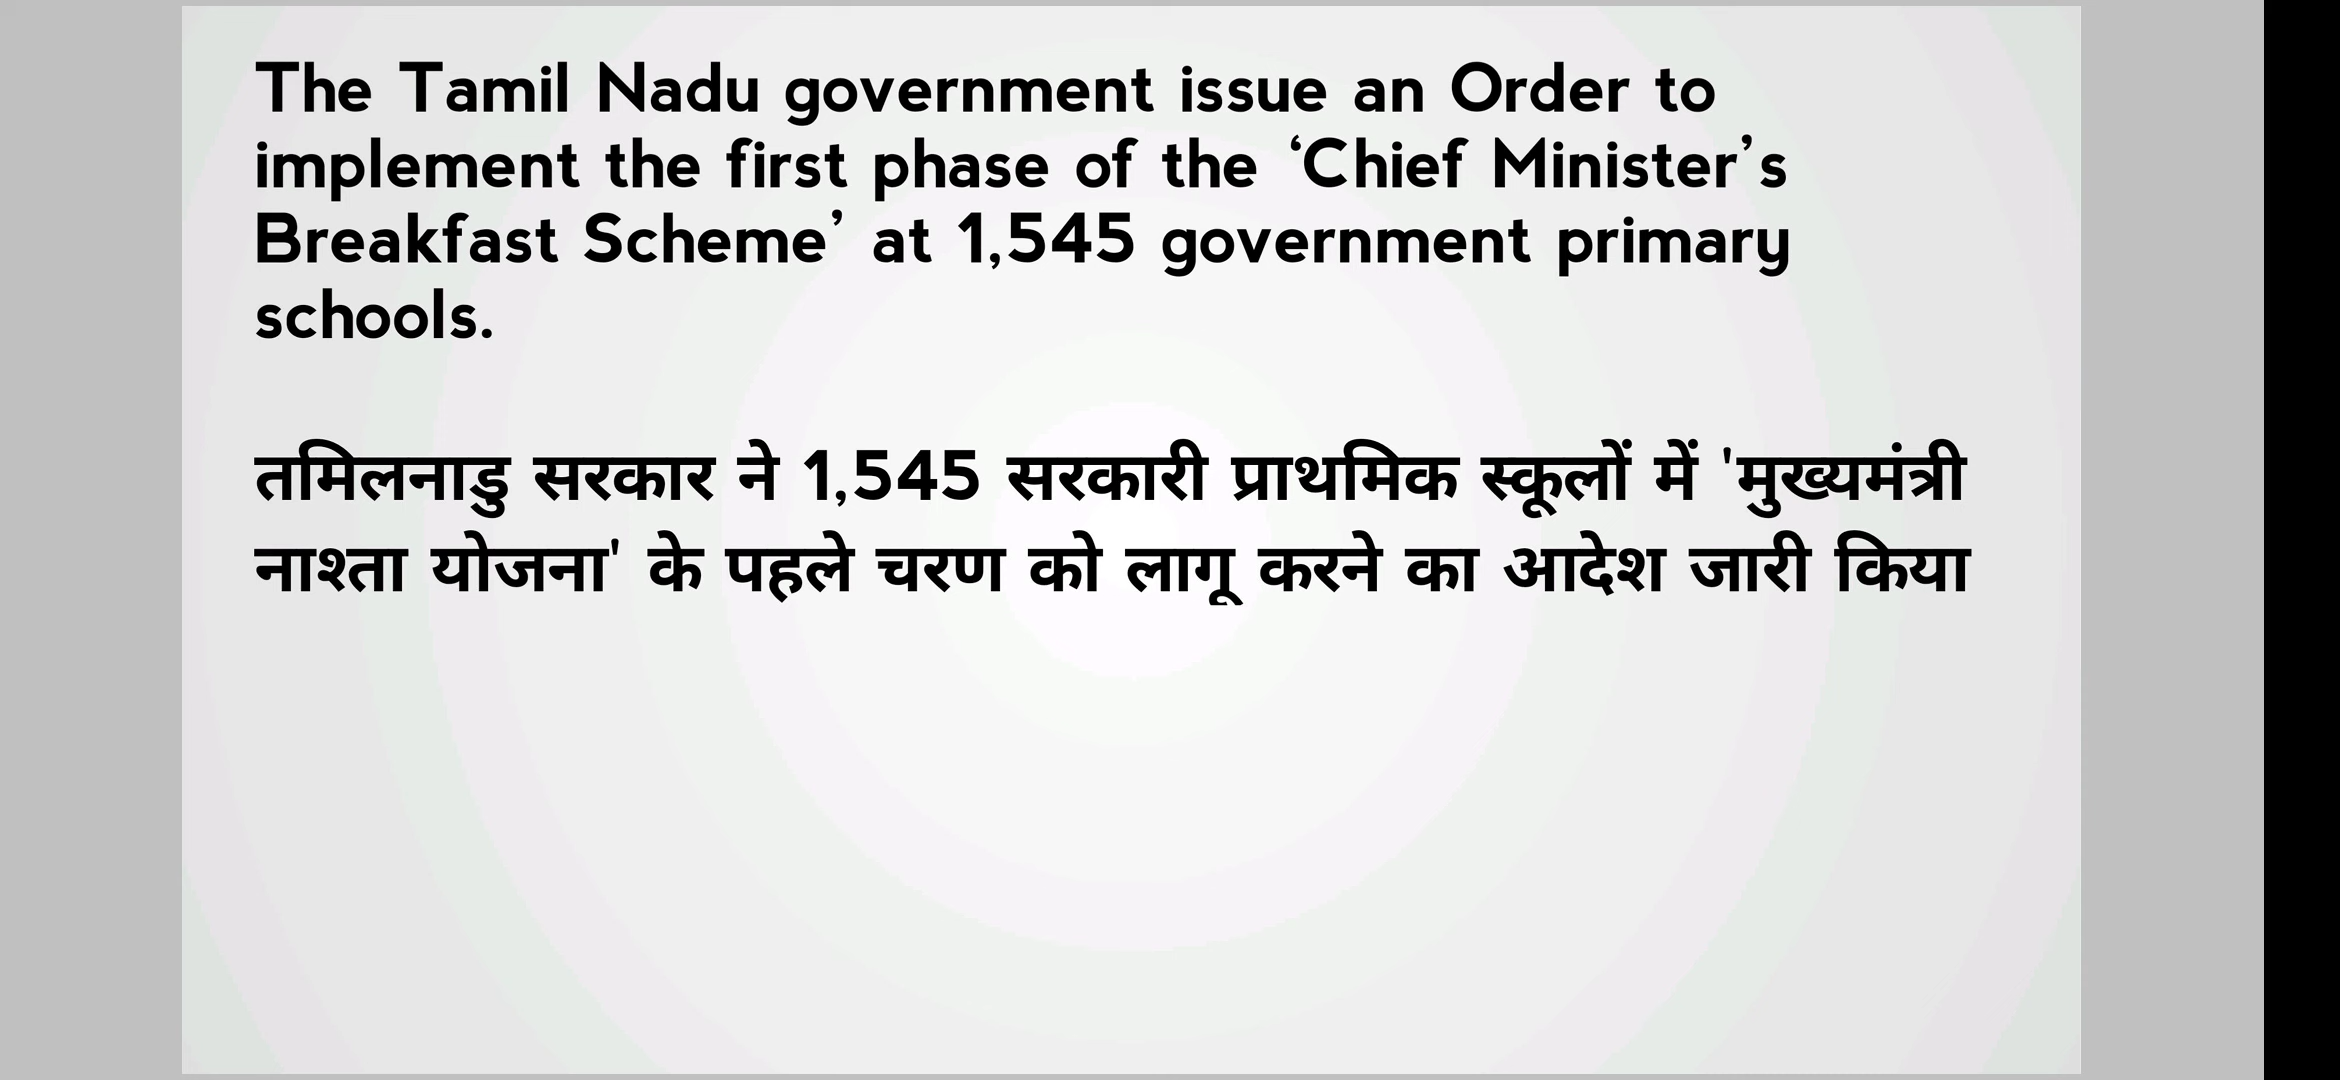 The Tamil Nadu government issue an Order to
implement the first phase of the ‘Chief Minister’s
Breakfast Scheme’ at 1,545 government primary
schools.
तमिलनाडु सरकार ने 1,545 सरकारी प्राथमिक स्कूलों में 'मुख्यमंत्री
नाश्ता योजना' के पहले चरण को लागू करने का आदेश जारी किया